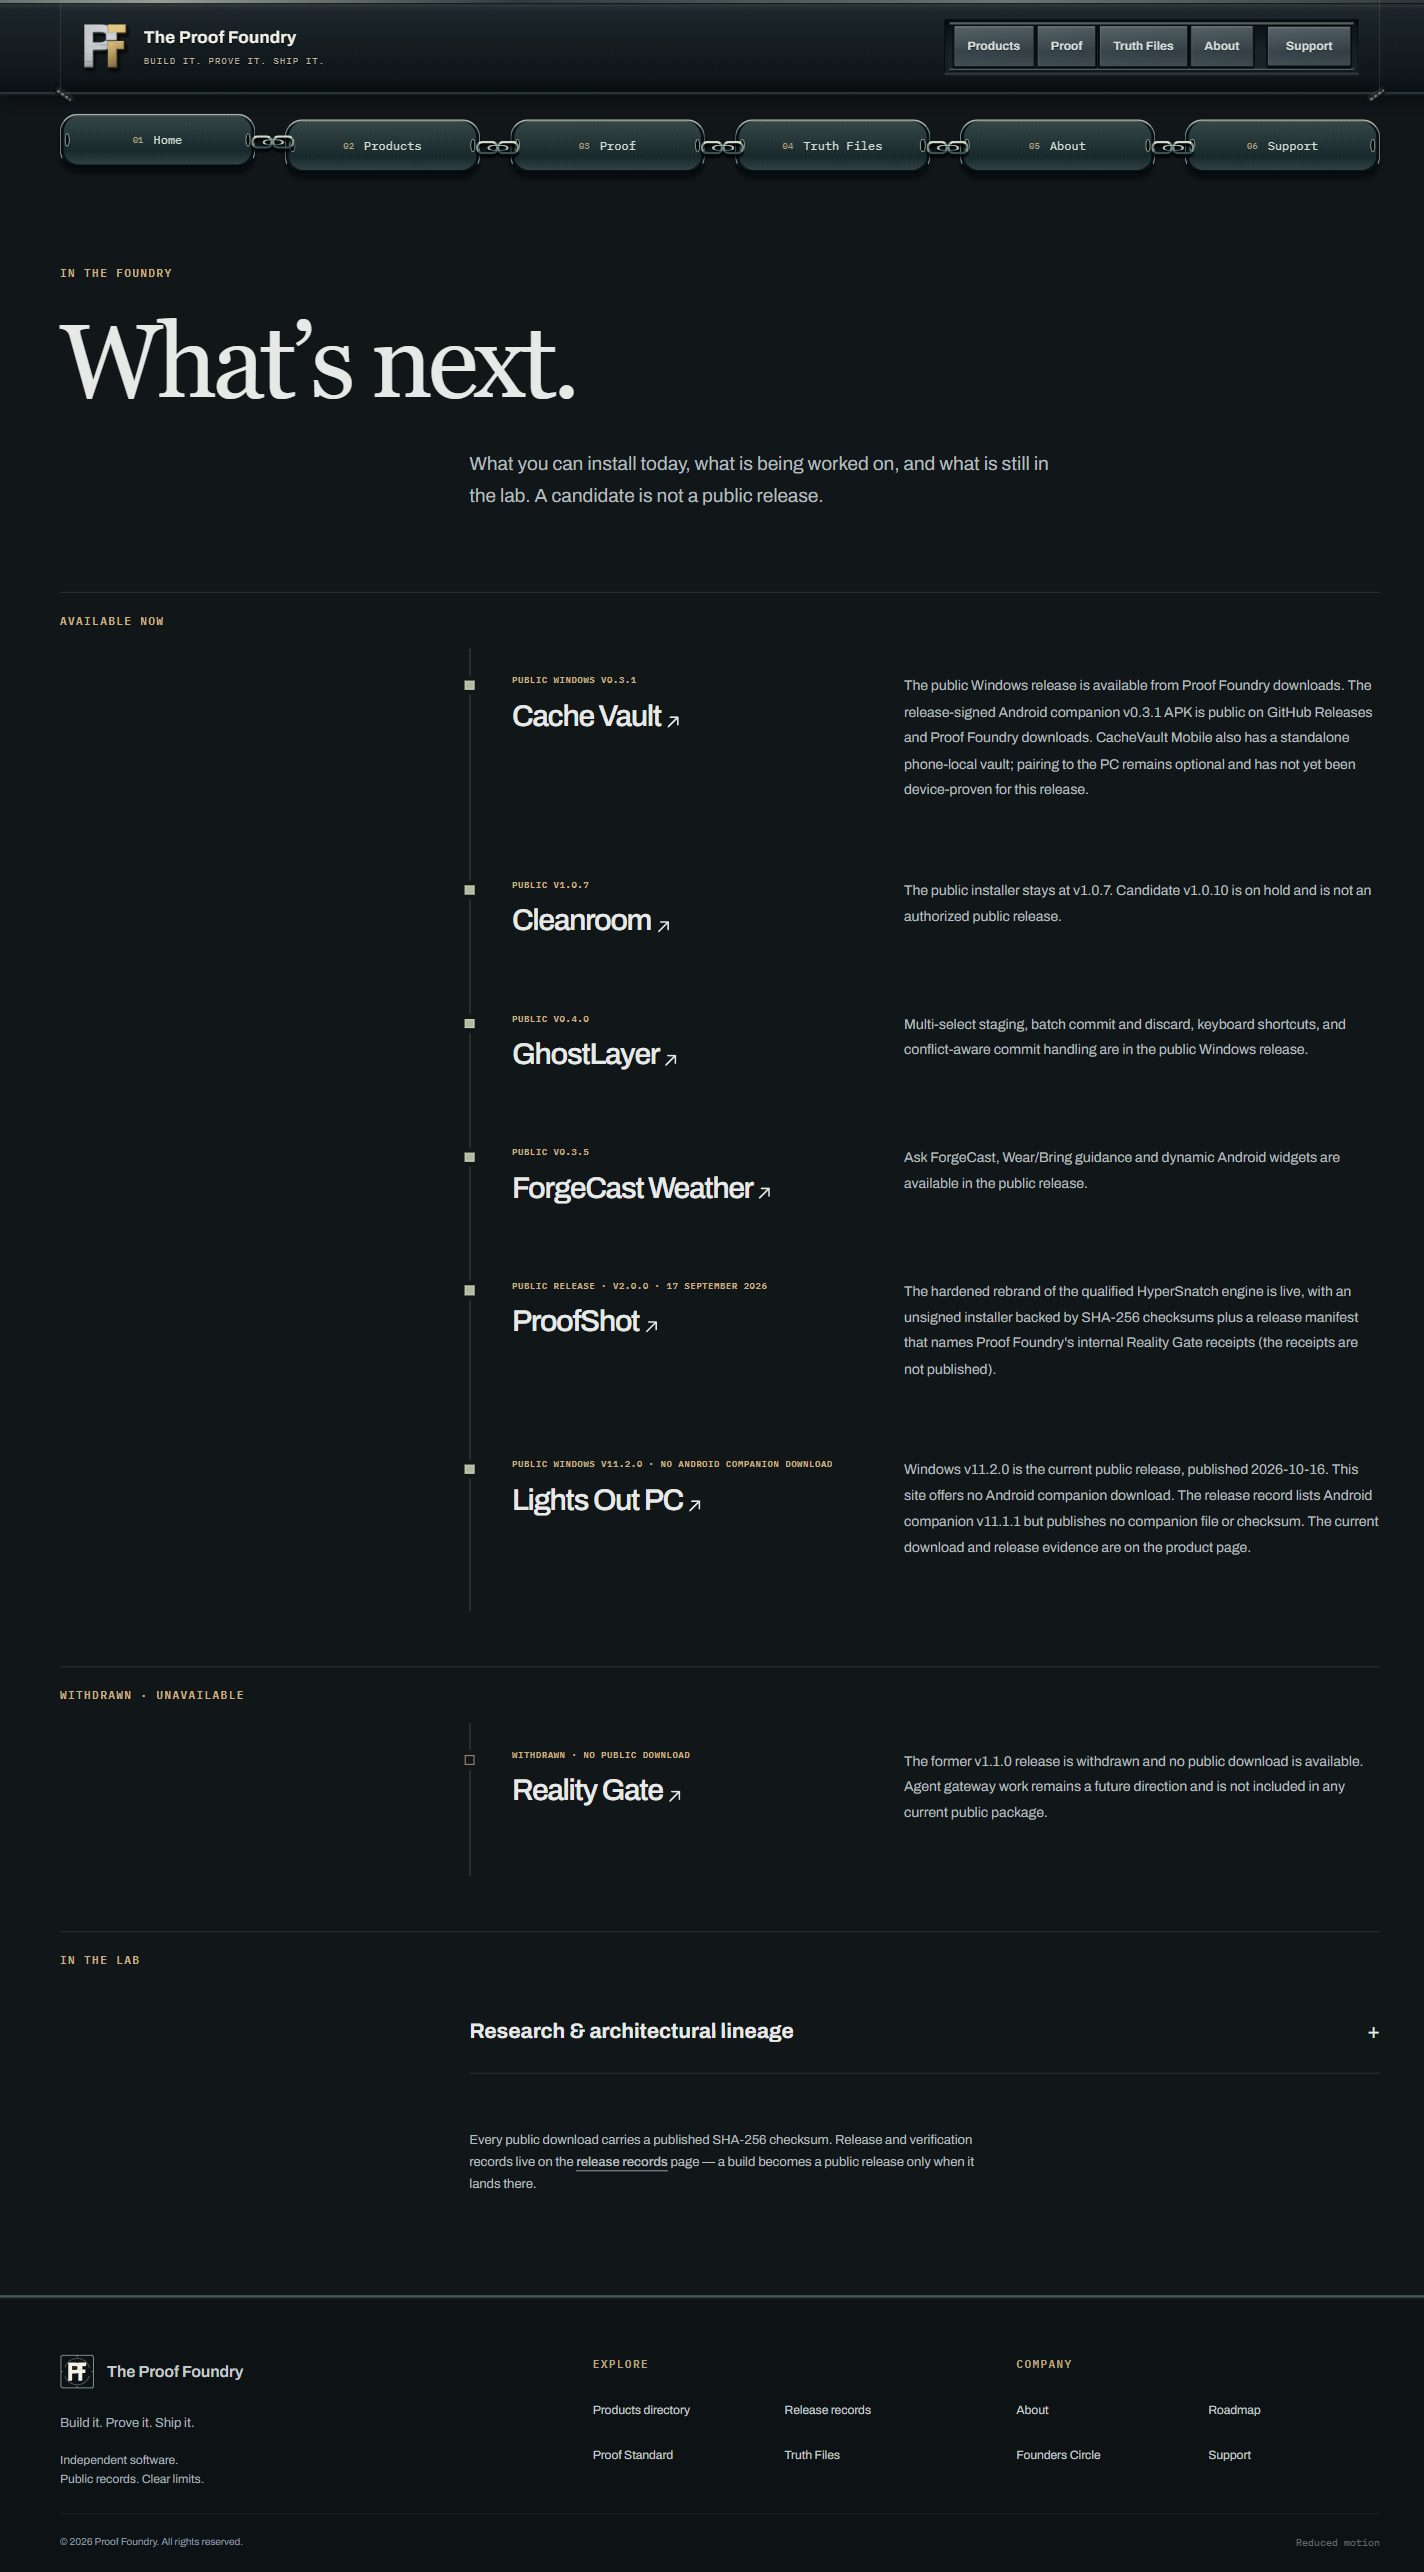 PF
The Proof Foundry
BUILD IT. PROVE IT. SHIP IT.
Products
Proof
Truth Files
About
Support
01 Home
02 Products
03 Proof
04 Truth Files
05 About
06 Support
IN THE FOUNDRY
What’s next.
What you can install today, what is being worked on, and what is still in
the lab. A candidate is not a public release.
AVAILABLE NOW
PUBLIC WINDOWS V0.3.1
Cache Vault ↗
The public Windows release is available from Proof Foundry downloads. The
release-signed Android companion v0.3.1 APK is public on GitHub Releases
and Proof Foundry downloads. CacheVault Mobile also has a standalone
phone-local vault; pairing to the PC remains optional and has not yet been
device-proven for this release.
PUBLIC V1.0.7
Cleanroom ↗
The public installer stays at v1.0.7. Candidate v1.0.10 is on hold and is not an
authorized public release.
PUBLIC V0.4.0
GhostLayer ↗
Multi-select staging, batch commit and discard, keyboard shortcuts, and
conflict-aware commit handling are in the public Windows release.
PUBLIC V0.3.5
ForgeCast Weather ↗
Ask ForgeCast, Wear/Bring guidance and dynamic Android widgets are
available in the public release.
PUBLIC RELEASE · V2.0.0 · 17 SEPTEMBER 2026
ProofShot ↗
The hardened rebrand of the qualified HyperSnatch engine is live, with an
unsigned installer backed by SHA-256 checksums plus a release manifest
that names Proof Foundry's internal Reality Gate receipts (the receipts are
not published).
PUBLIC WINDOWS V11.2.0 · NO ANDROID COMPANION DOWNLOAD
Lights Out PC ↗
Windows v11.2.0 is the current public release, published 2026-10-16. This
site offers no Android companion download. The release record lists Android
companion v11.1.1 but publishes no companion file or checksum. The current
download and release evidence are on the product page.
WITHDRAWN · UNAVAILABLE
WITHDRAWN · NO PUBLIC DOWNLOAD
Reality Gate ↗
The former v1.1.0 release is withdrawn and no public download is available.
Agent gateway work remains a future direction and is not included in any
current public package.
IN THE LAB
Research & architectural lineage
+
Every public download carries a published SHA-256 checksum. Release and verification
records live on the release records page — a build becomes a public release only when it
lands there.
PF
The Proof Foundry
Build it. Prove it. Ship it.
Independent software.
Public records. Clear limits.
EXPLORE
Products directory
Release records
Proof Standard
Truth Files
COMPANY
About
Roadmap
Founders Circle
Support
© 2026 Proof Foundry. All rights reserved.
Reduced motion